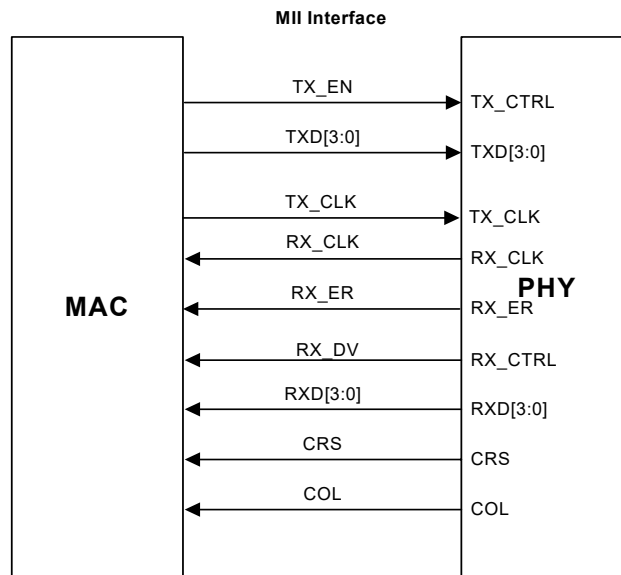 MII Interface
TX_EN TX_CTRL
TXD[3:0] TXD[3:0]
TX_CLK TX_CLK
RX_CLK RX_CLK
MAC PHY
RX_ER RX_ER
RX_DV RX_CTRL
RXD[3:0] RXD[3:0]
CRS CRS
COL COL